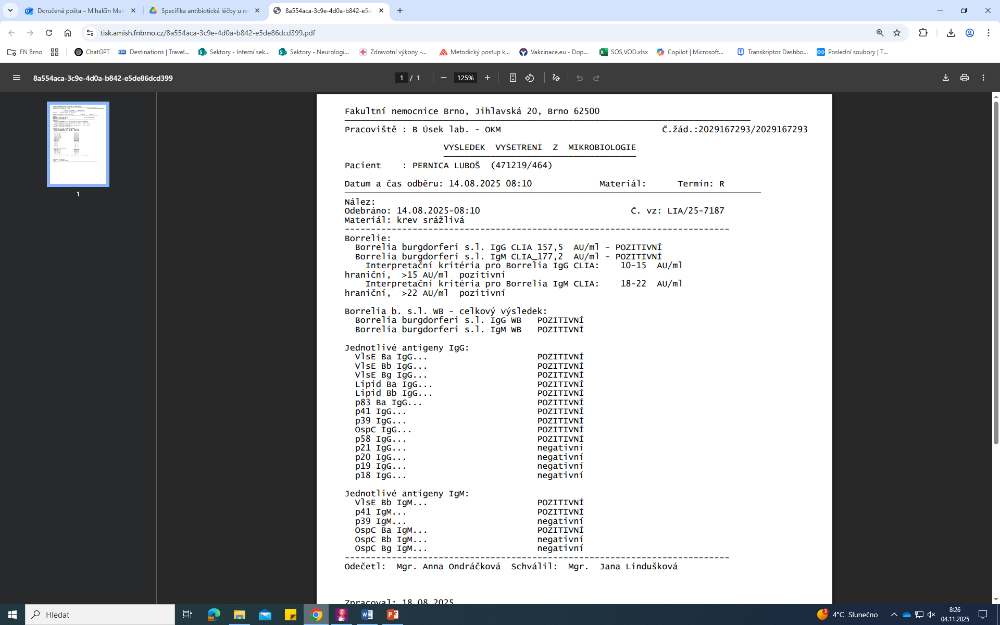 Doručená pošta – Mihalčin Mat
Specifika antibiotické léčby u ne
8a554aca-3c9e-4d0a-b842-e5d
tisk.amish.fnbrno.cz/8a554aca-3c9e-4d0a-b842-e5de86dcd399.pdf
FN Brno
ChatGPT
Destinations | Travel...
Sektory - Interní sek...
Sektory - Neurologi...
Zdravotní výkony -...
Metodický postup k...
Vakcinace.eu - Dop...
SOS,VOD.xlsx
Copilot | Microsoft...
Transkriptor Dashbo...
Poslední soubory | T...
8a554aca-3c9e-4d0a-b842-e5de86dcd399
1 / 1
125%
1
Fakultní nemocnice Brno, Jihlavská 20, Brno 62500
Pracoviště : B Úsek lab. - OKM Č.žád.:2029167293/2029167293
VÝSLEDEK VYŠETŘENÍ Z MIKROBIOLOGIE
Pacient : PERNICA LUBOŠ (471219/464)
Datum a čas odběru: 14.08.2025 08:10 Materiál: Termín: R
Nález:
Odebráno: 14.08.2025-08:10 Č. vz: LIA/25-7187
Materiál: krev srážlivá
--------------------------------------------------------------------------
Borrelie:
Borrelia burgdorferi s.l. IgG CLIA 157,5 AU/ml - POZITIVNÍ
Borrelia burgdorferi s.l. IgM CLIA_177,2 AU/ml - POZITIVNÍ
Interpretační kritéria pro Borrelia IgG CLIA: 10-15 AU/ml
hraniční, >15 AU/ml pozitivní
Interpretační kritéria pro Borrelia IgM CLIA: 18-22 AU/ml
hraniční, >22 AU/ml pozitivní
Borrelia b. s.l. WB - celkový výsledek:
Borrelia burgdorferi s.l. IgG WB POZITIVNÍ
Borrelia burgdorferi s.l. IgM WB POZITIVNÍ
Jednotlivé antigeny IgG:
VlsE Ba IgG... POZITIVNÍ
VlsE Bb IgG... POZITIVNÍ
VlsE Bg IgG... POZITIVNÍ
Lipid Ba IgG... POZITIVNÍ
Lipid Bb IgG... POZITIVNÍ
p83 Ba IgG... POZITIVNÍ
p41 IgG... POZITIVNÍ
p39 IgG... POZITIVNÍ
OspC IgG... POZITIVNÍ
p58 IgG... POZITIVNÍ
p21 IgG... negativní
p20 IgG... negativní
p19 IgG... negativní
p18 IgG... negativní
Jednotlivé antigeny IgM:
VlsE Bb IgM... POZITIVNÍ
p41 IgM... POZITIVNÍ
p39 IgM... negativní
OspC Ba IgM... POZITIVNÍ
OspC Bb IgM... negativní
OspC Bg IgM... negativní
--------------------------------------------------------------------------
Odečetl: Mgr. Anna Ondráčková Schválil: Mgr. Jana Lindušková
Zpracoval: 18.08.2025
Hledat
4°C Slunečno
8:26
04.11.2025